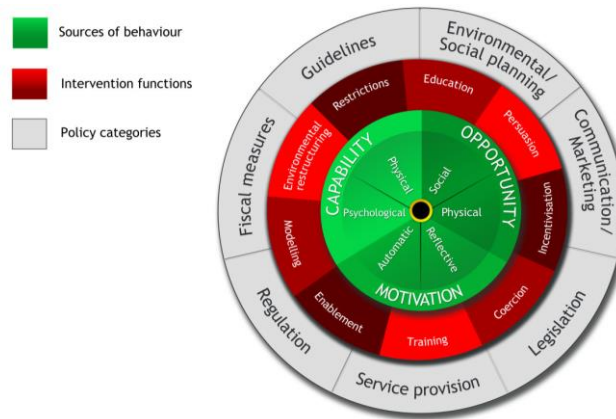 Sources of behaviour
Intervention functions
Policy categories
Guidelines
Environmental/
Social planning
Communication/
Marketing
Legislation
Service provision
Regulation
Fiscal measures
Restrictions
Education
Persuasion
Incentivisation
Coercion
Training
Enablement
Modelling
Environmental
restructuring
CAPABILITY
OPPORTUNITY
MOTIVATION
Physical
Social
Psychological
Physical
Automatic
Reflective